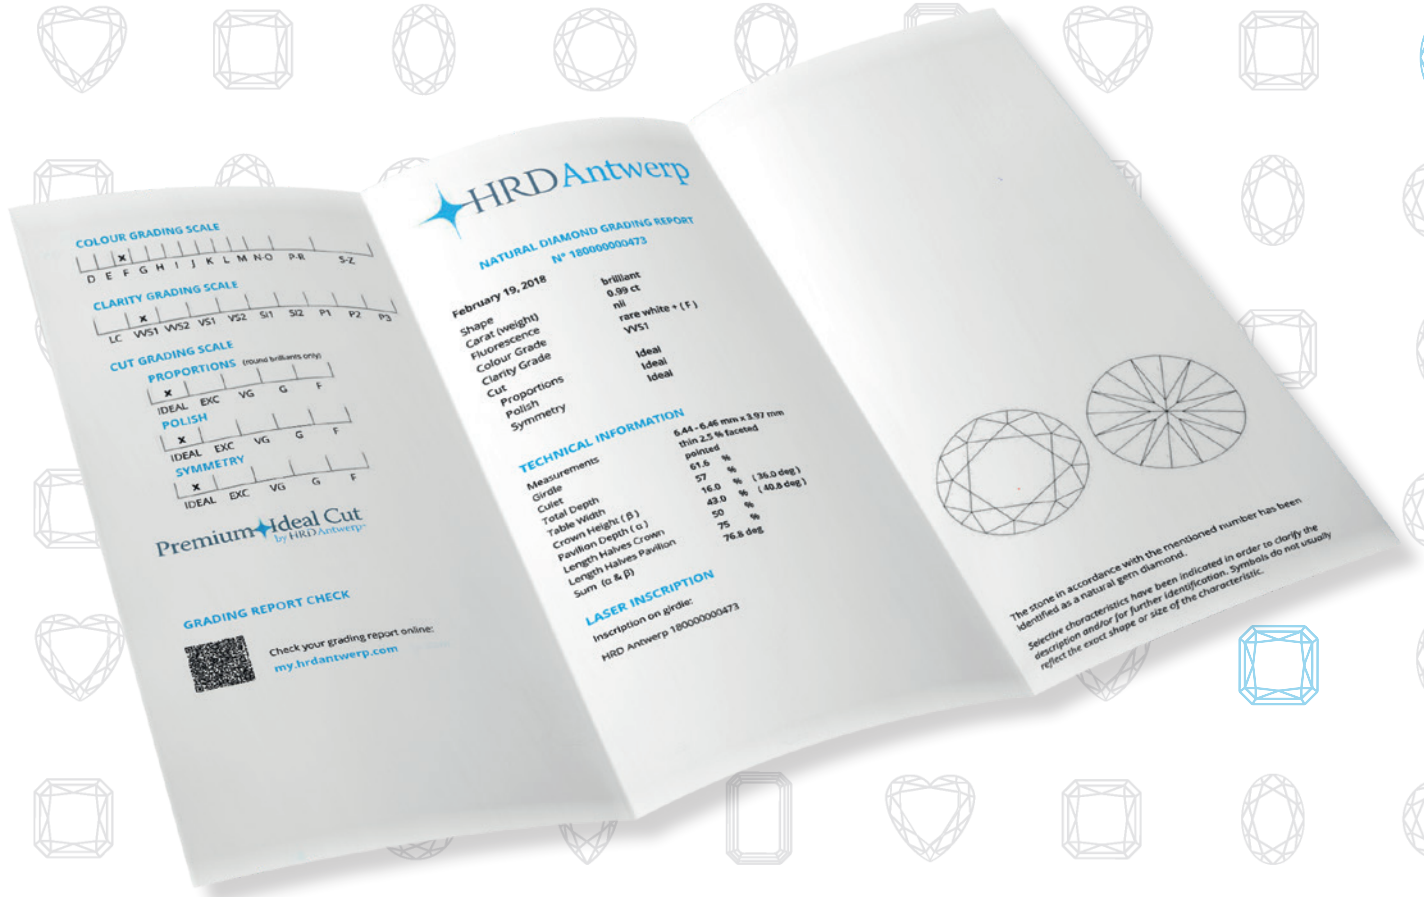 COLOUR GRADING SCALE
x
D E F G H I J K L M N-O P-R S-Z
CLARITY GRADING SCALE
x
LC VVS1 VVS2 VS1 VS2 SI1 SI2 P1 P2 P3
CUT GRADING SCALE
PROPORTIONS (round brilliants only)
x
IDEAL EXC VG G F
POLISH
x
IDEAL EXC VG G F
SYMMETRY
x
IDEAL EXC VG G F
Premium Ideal Cut
by HRD Antwerp
GRADING REPORT CHECK
Check your grading report online:
my.hrdantwerp.com
HRD Antwerp
NATURAL DIAMOND GRADING REPORT
N° 180000000473
February 19, 2018
Shape brilliant
Carat (weight) 0.99 ct
Fluorescence nil
Colour Grade rare white + ( F )
Clarity Grade VVS1
Cut
Proportions Ideal
Polish Ideal
Symmetry Ideal
TECHNICAL INFORMATION
Measurements 6.44 - 6.46 mm x 3.97 mm
Girdle thin 2.5 % faceted
Culet pointed
Total Depth 61.6 %
Table Width 57 %
Crown Height ( β ) 16.0 % ( 36.0 deg )
Pavilion Depth ( α ) 43.0 % ( 40.8 deg )
Length Halves Crown 50 %
Length Halves Pavilion 75 %
Sum (α & β) 76.8 deg
LASER INSCRIPTION
Inscription on girdle:
HRD Antwerp 180000000473
The stone in accordance with the mentioned number has been
identified as a natural gem diamond.
Selective characteristics have been indicated in order to clarify the
description and/or for further identification. Symbols do not usually
reflect the exact shape or size of the characteristic.